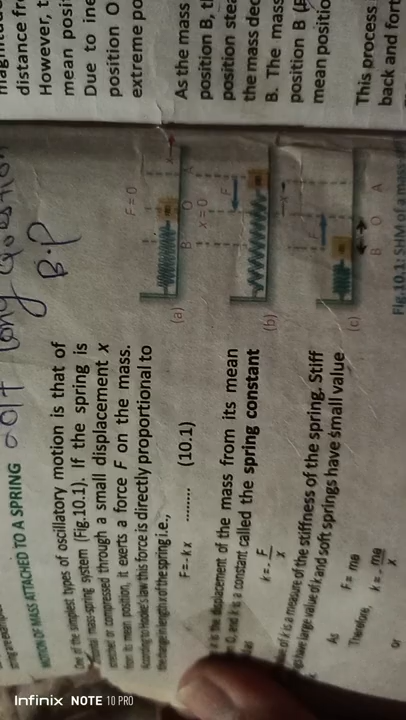 Long Question
B.P
MOTION OF MASS ATTACHED TO A SPRING
One of the simplest types of oscillatory motion is that of
mass-spring system (Fig.10.1). If the spring is
or compressed through a small displacement x
from its mean position, it exerts a force F on the mass.
According to Hooke's law this force is directly proportional to
the change in length x of the spring i.e.,
F = - k x ........ (10.1)
is the displacement of the mass from its mean
O, and k is a constant called the spring constant
k = - F
x
of k is a measure of the stiffness of the spring. Stiff
have large value of k and soft springs have small value
As F = ma
Therefore, k = - ma
x
or
F = 0
B O A
(a)
x = 0
F
(b)
(c)
B O A
Fig.10.1: SHM of a mass
distance
However, t
mean posi
Due to ine
position O
extreme po
As the mass
position B, t
position stea
the mass dec
B. The mass
position B
mean positio
This process
back and fort
Infinix NOTE 10 PRO